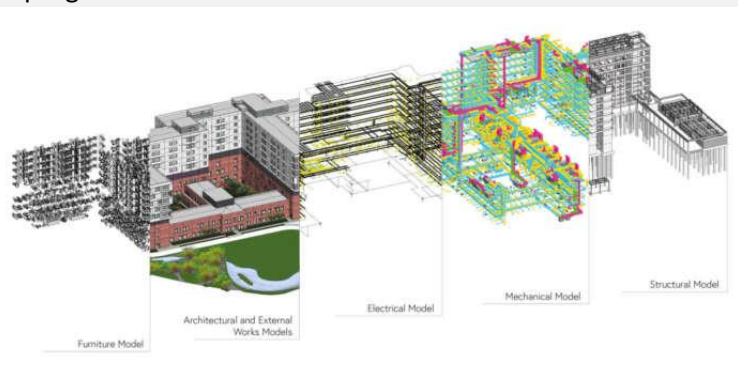 Furniture Model
Architectural and External
Works Models
Electrical Model
Mechanical Model
Structural Model